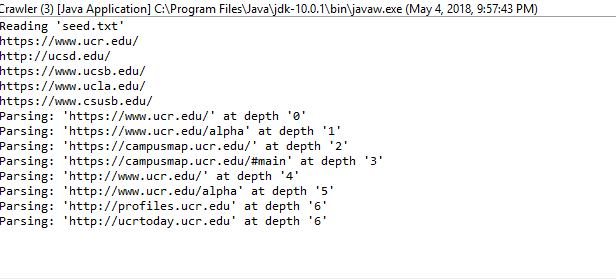 Crawler (3) [Java Application] C:\Program Files\Java\jdk-10.0.1\bin\javaw.exe (May 4, 2018, 9:57:43 PM)
Reading 'seed.txt'
https://www.ucr.edu/
http://ucsd.edu/
https://www.ucsb.edu/
https://www.ucla.edu/
https://www.csusb.edu/
Parsing: 'https://www.ucr.edu/' at depth '0'
Parsing: 'https://www.ucr.edu/alpha' at depth '1'
Parsing: 'https://campusmap.ucr.edu/' at depth '2'
Parsing: 'https://campusmap.ucr.edu/#main' at depth '3'
Parsing: 'http://www.ucr.edu/' at depth '4'
Parsing: 'http://www.ucr.edu/alpha' at depth '5'
Parsing: 'http://profiles.ucr.edu' at depth '6'
Parsing: 'http://ucrtoday.ucr.edu' at depth '6'